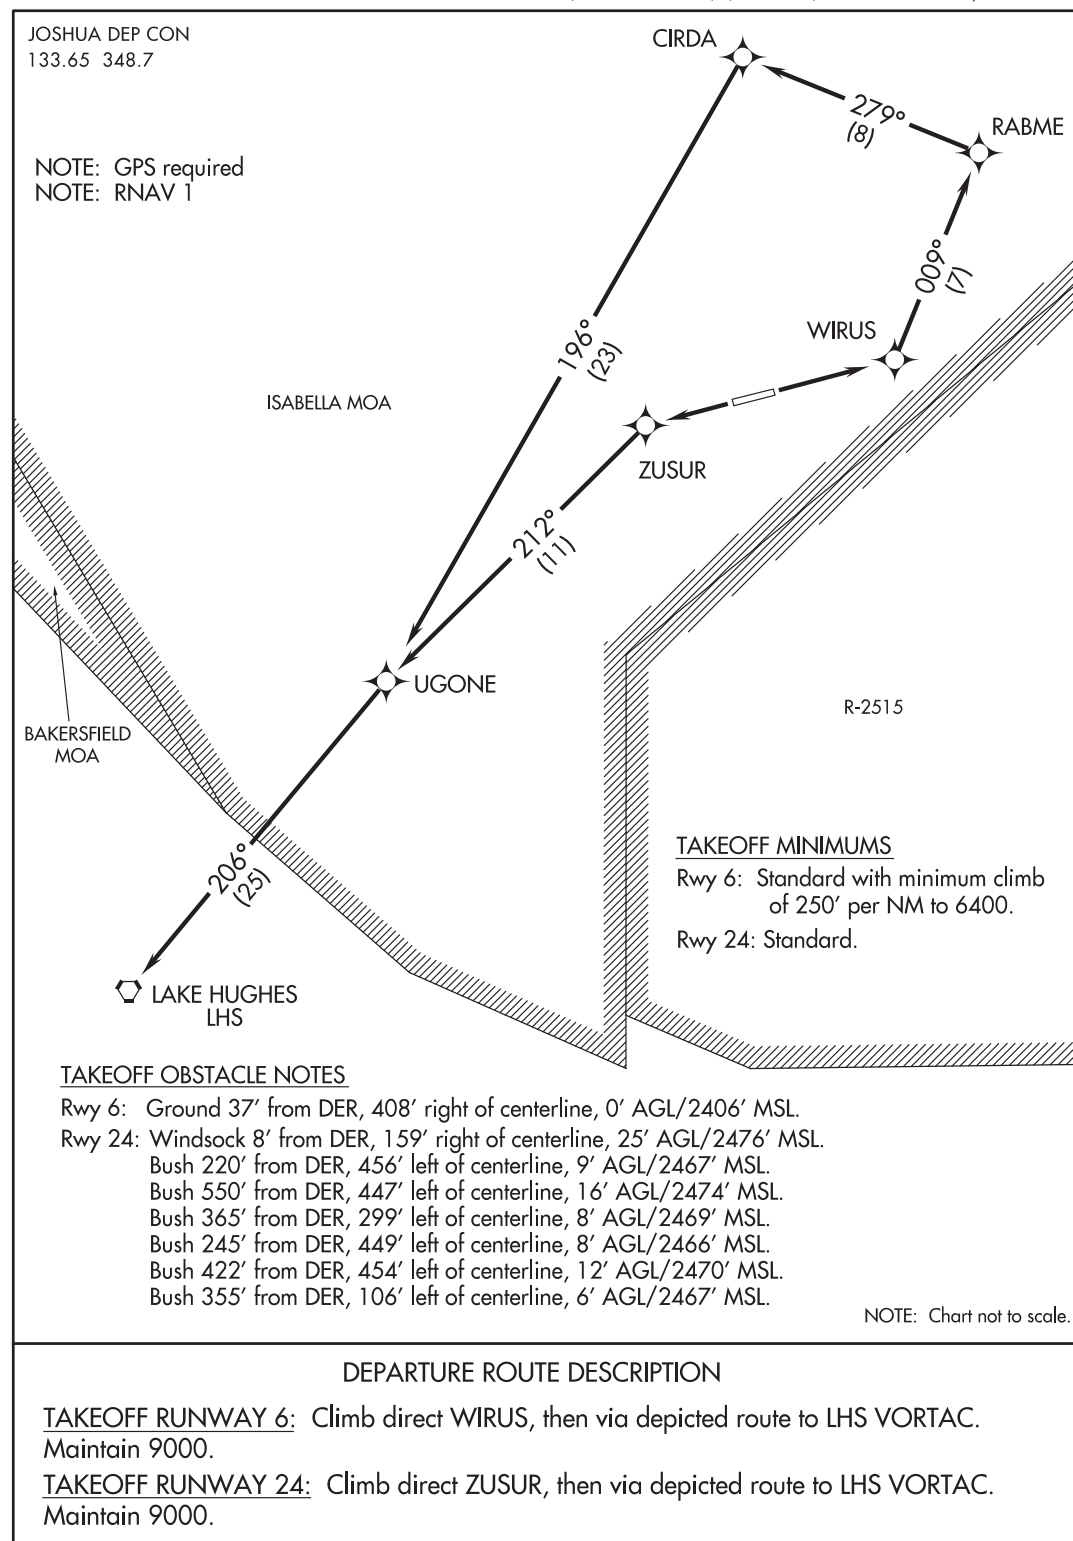 JOSHUA DEP CON
133.65 348.7
CIRDA
279°
(8)
RABME
NOTE: GPS required
NOTE: RNAV 1
009°
(7)
WIRUS
196°
(23)
ISABELLA MOA
ZUSUR
212°
(11)
UGONE
R-2515
BAKERSFIELD
MOA
TAKEOFF MINIMUMS
Rwy 6: Standard with minimum climb
of 250' per NM to 6400.
Rwy 24: Standard.
206°
(25)
LAKE HUGHES
LHS
TAKEOFF OBSTACLE NOTES
Rwy 6: Ground 37' from DER, 408' right of centerline, 0' AGL/2406' MSL.
Rwy 24: Windsock 8' from DER, 159' right of centerline, 25' AGL/2476' MSL.
Bush 220' from DER, 456' left of centerline, 9' AGL/2467' MSL.
Bush 550' from DER, 447' left of centerline, 16' AGL/2474' MSL.
Bush 365' from DER, 299' left of centerline, 8' AGL/2469' MSL.
Bush 245' from DER, 449' left of centerline, 8' AGL/2466' MSL.
Bush 422' from DER, 454' left of centerline, 12' AGL/2470' MSL.
Bush 355' from DER, 106' left of centerline, 6' AGL/2467' MSL.
NOTE: Chart not to scale.
DEPARTURE ROUTE DESCRIPTION
TAKEOFF RUNWAY 6: Climb direct WIRUS, then via depicted route to LHS VORTAC.
Maintain 9000.
TAKEOFF RUNWAY 24: Climb direct ZUSUR, then via depicted route to LHS VORTAC.
Maintain 9000.